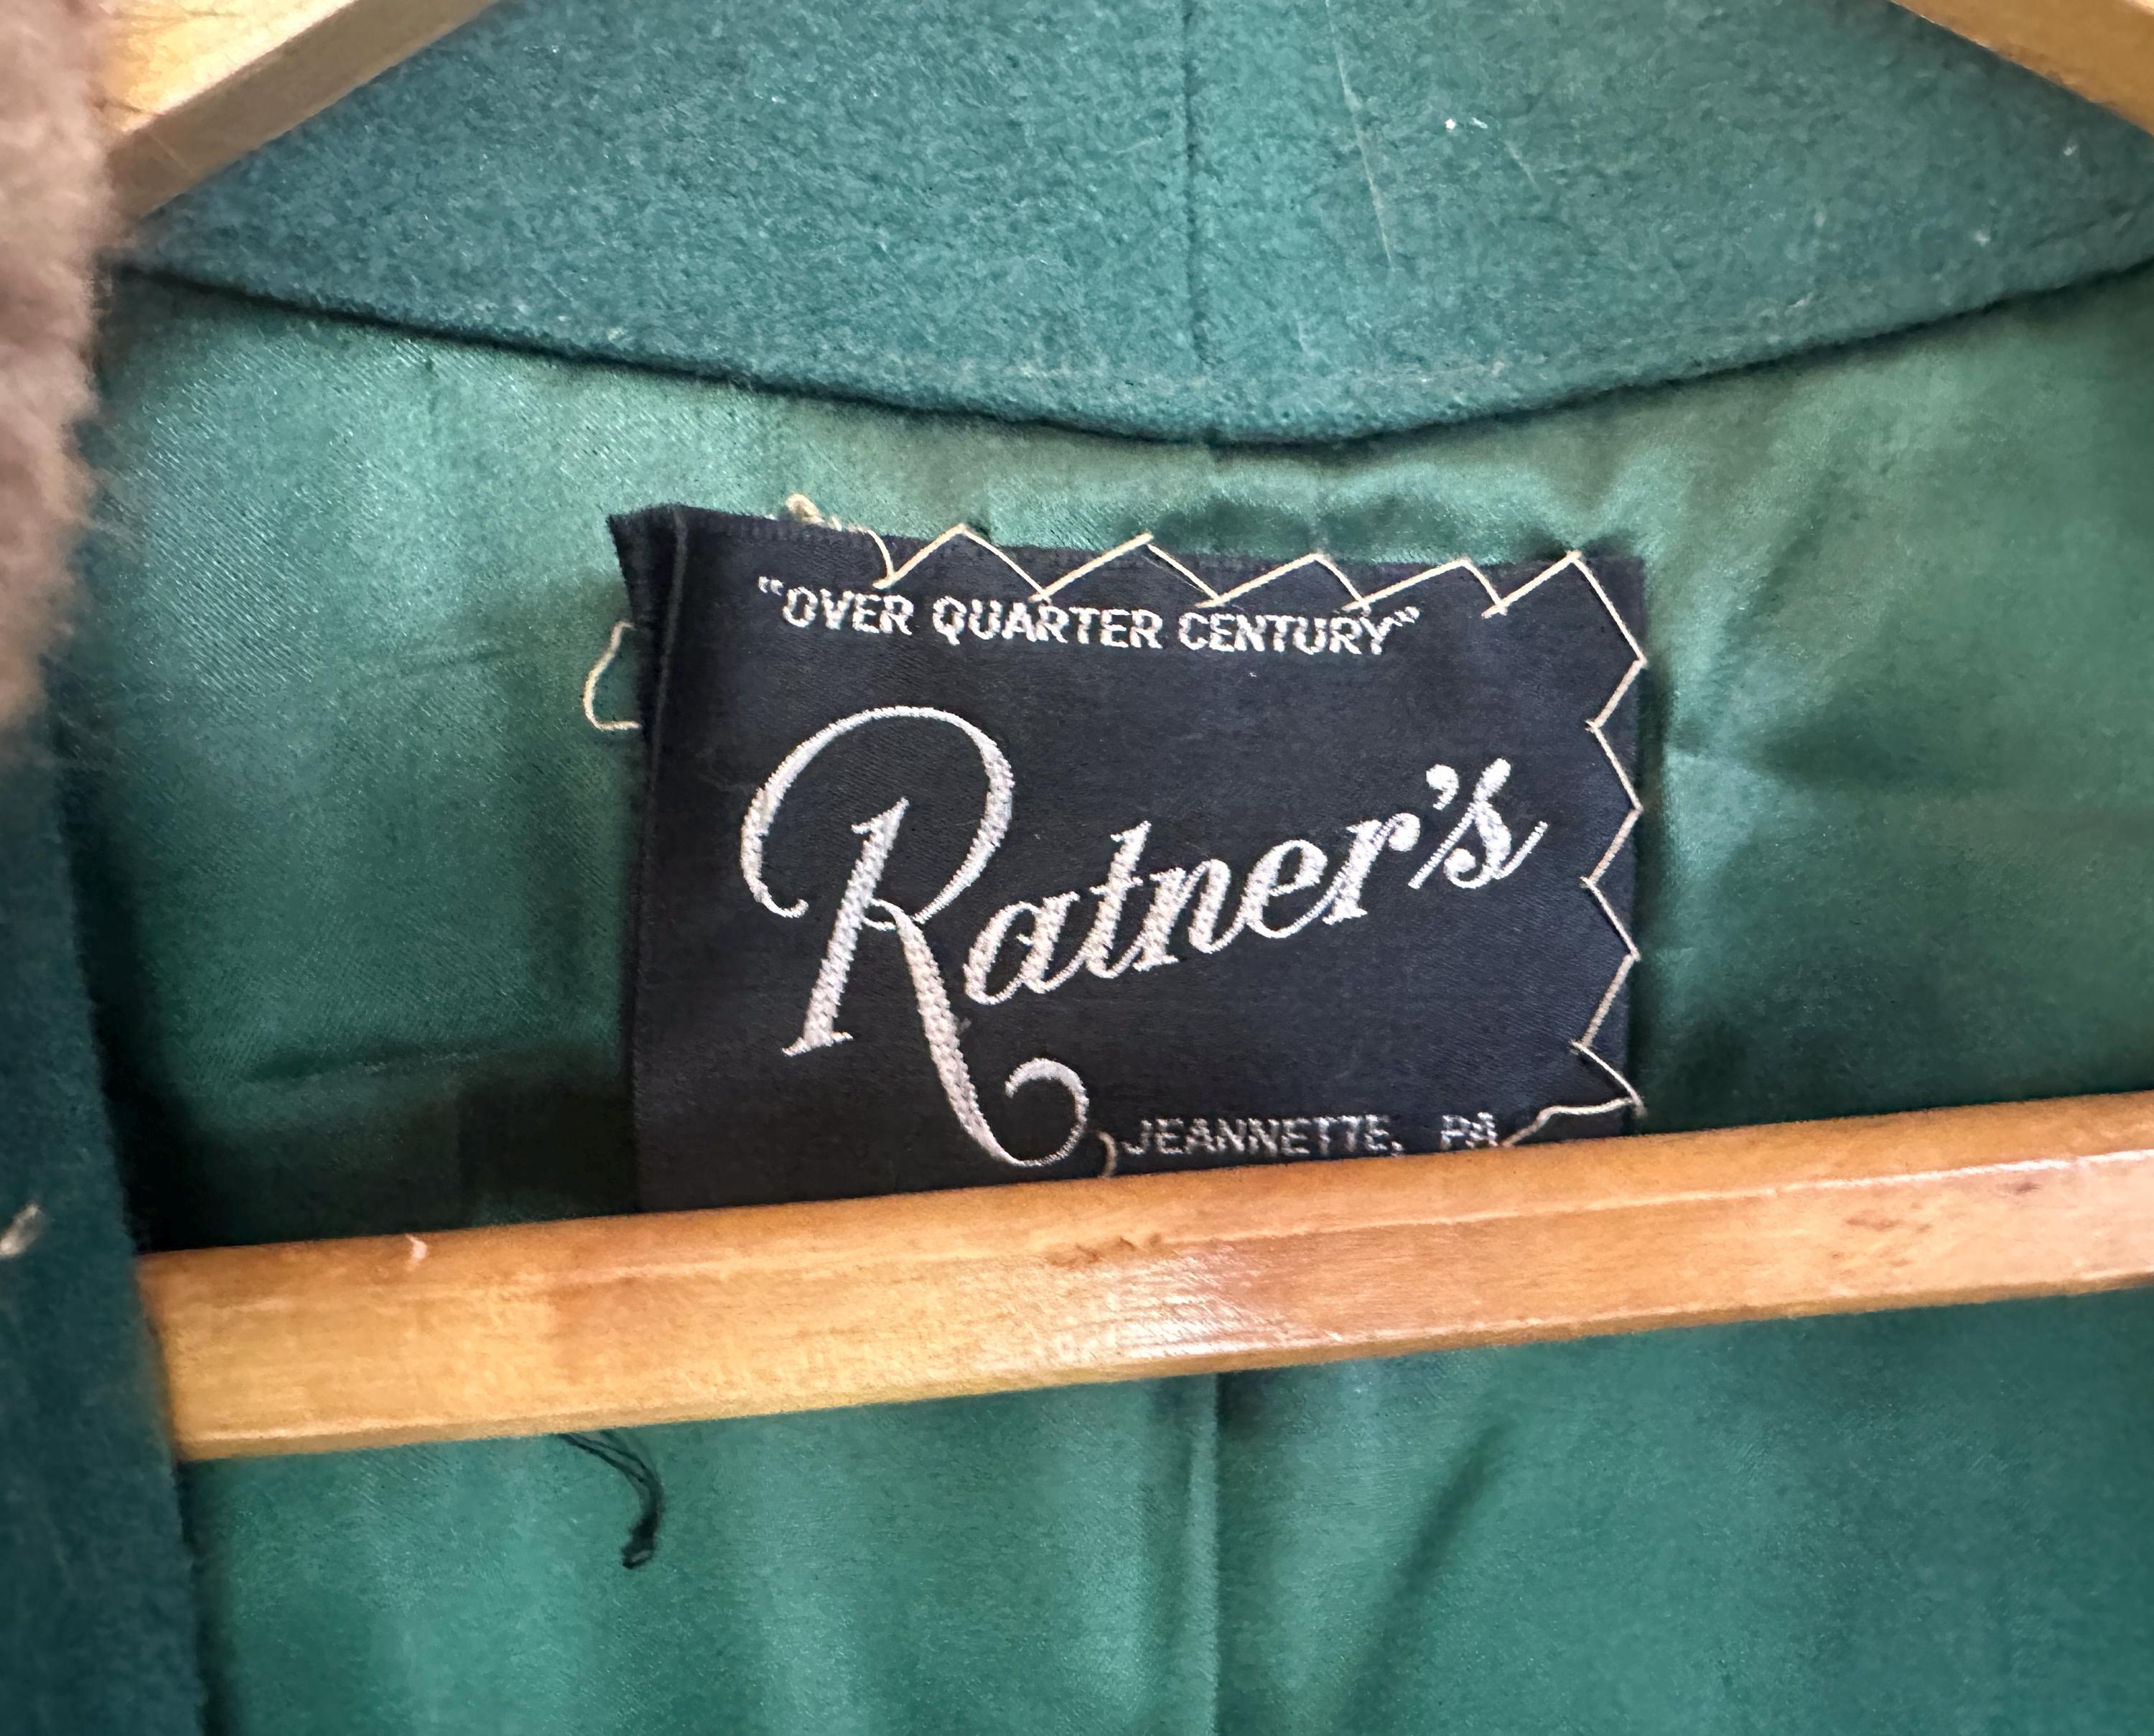 "OVER QUARTER CENTURY"
Ratner's
JEANNETTE, PA